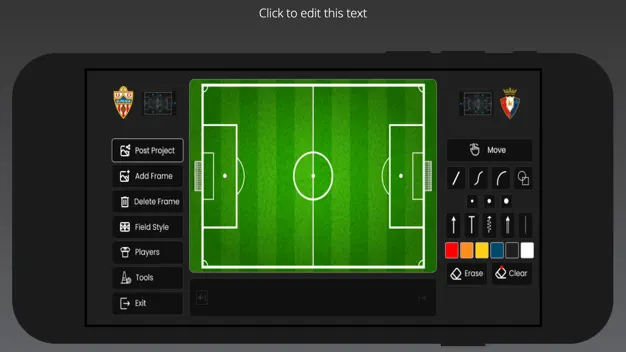 Click to edit this text
Post Project
Add Frame
Delete Frame
Field Style
Players
Tools
Exit
Move
Erase
Clear